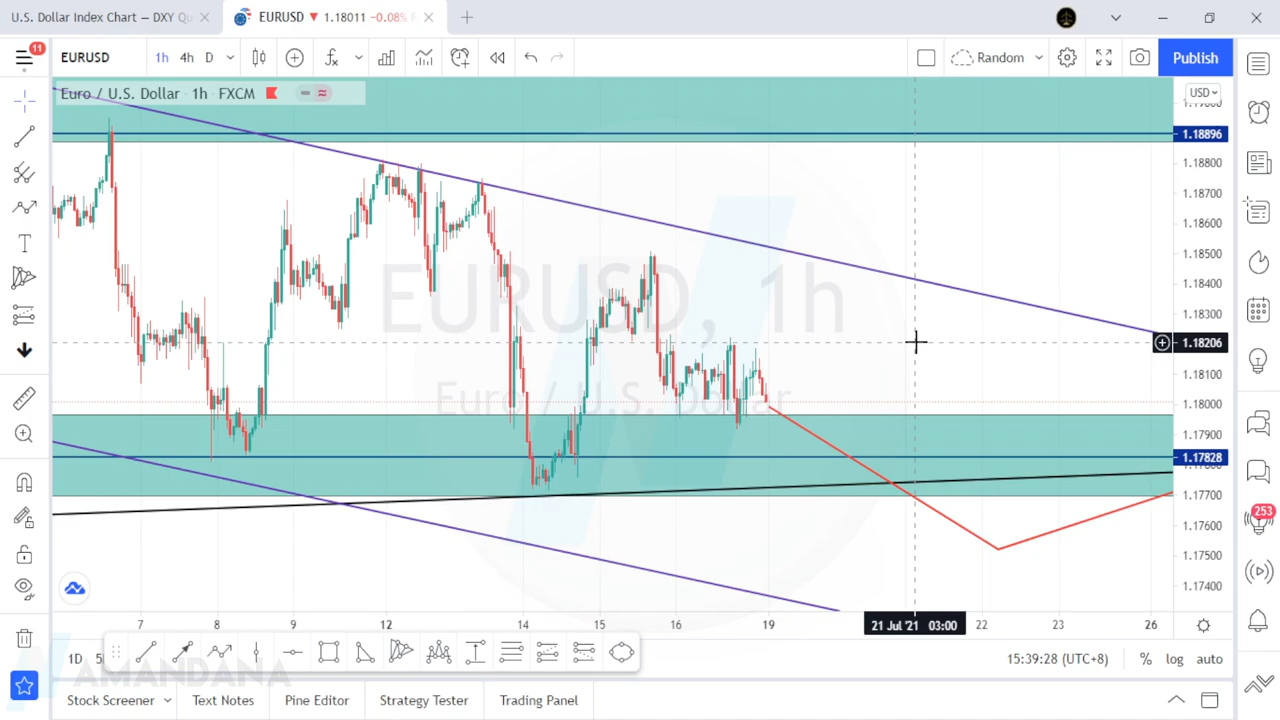 U.S. Dollar Index Chart — DXY Qu
EURUSD ▼ 1.18011 −0.08%
11
EURUSD
1h 4h D
Random
Publish
Euro / U.S. Dollar · 1h · FXCM
USD
1.18896
1.18800
1.18700
1.18600
1.18500
1.18400
1.18300
1.18206
1.18100
1.18000
1.17900
1.17828
1.17700
1.17600
1.17500
1.17400
EURUSD, 1h
Euro / U.S. Dollar
253
7 8 9 12 13 14 15 16 19 21 Jul '21 03:00 22 23 26
1D 5
15:39:28 (UTC+8) % log auto
AMANDANA
Stock Screener Text Notes Pine Editor Strategy Tester Trading Panel